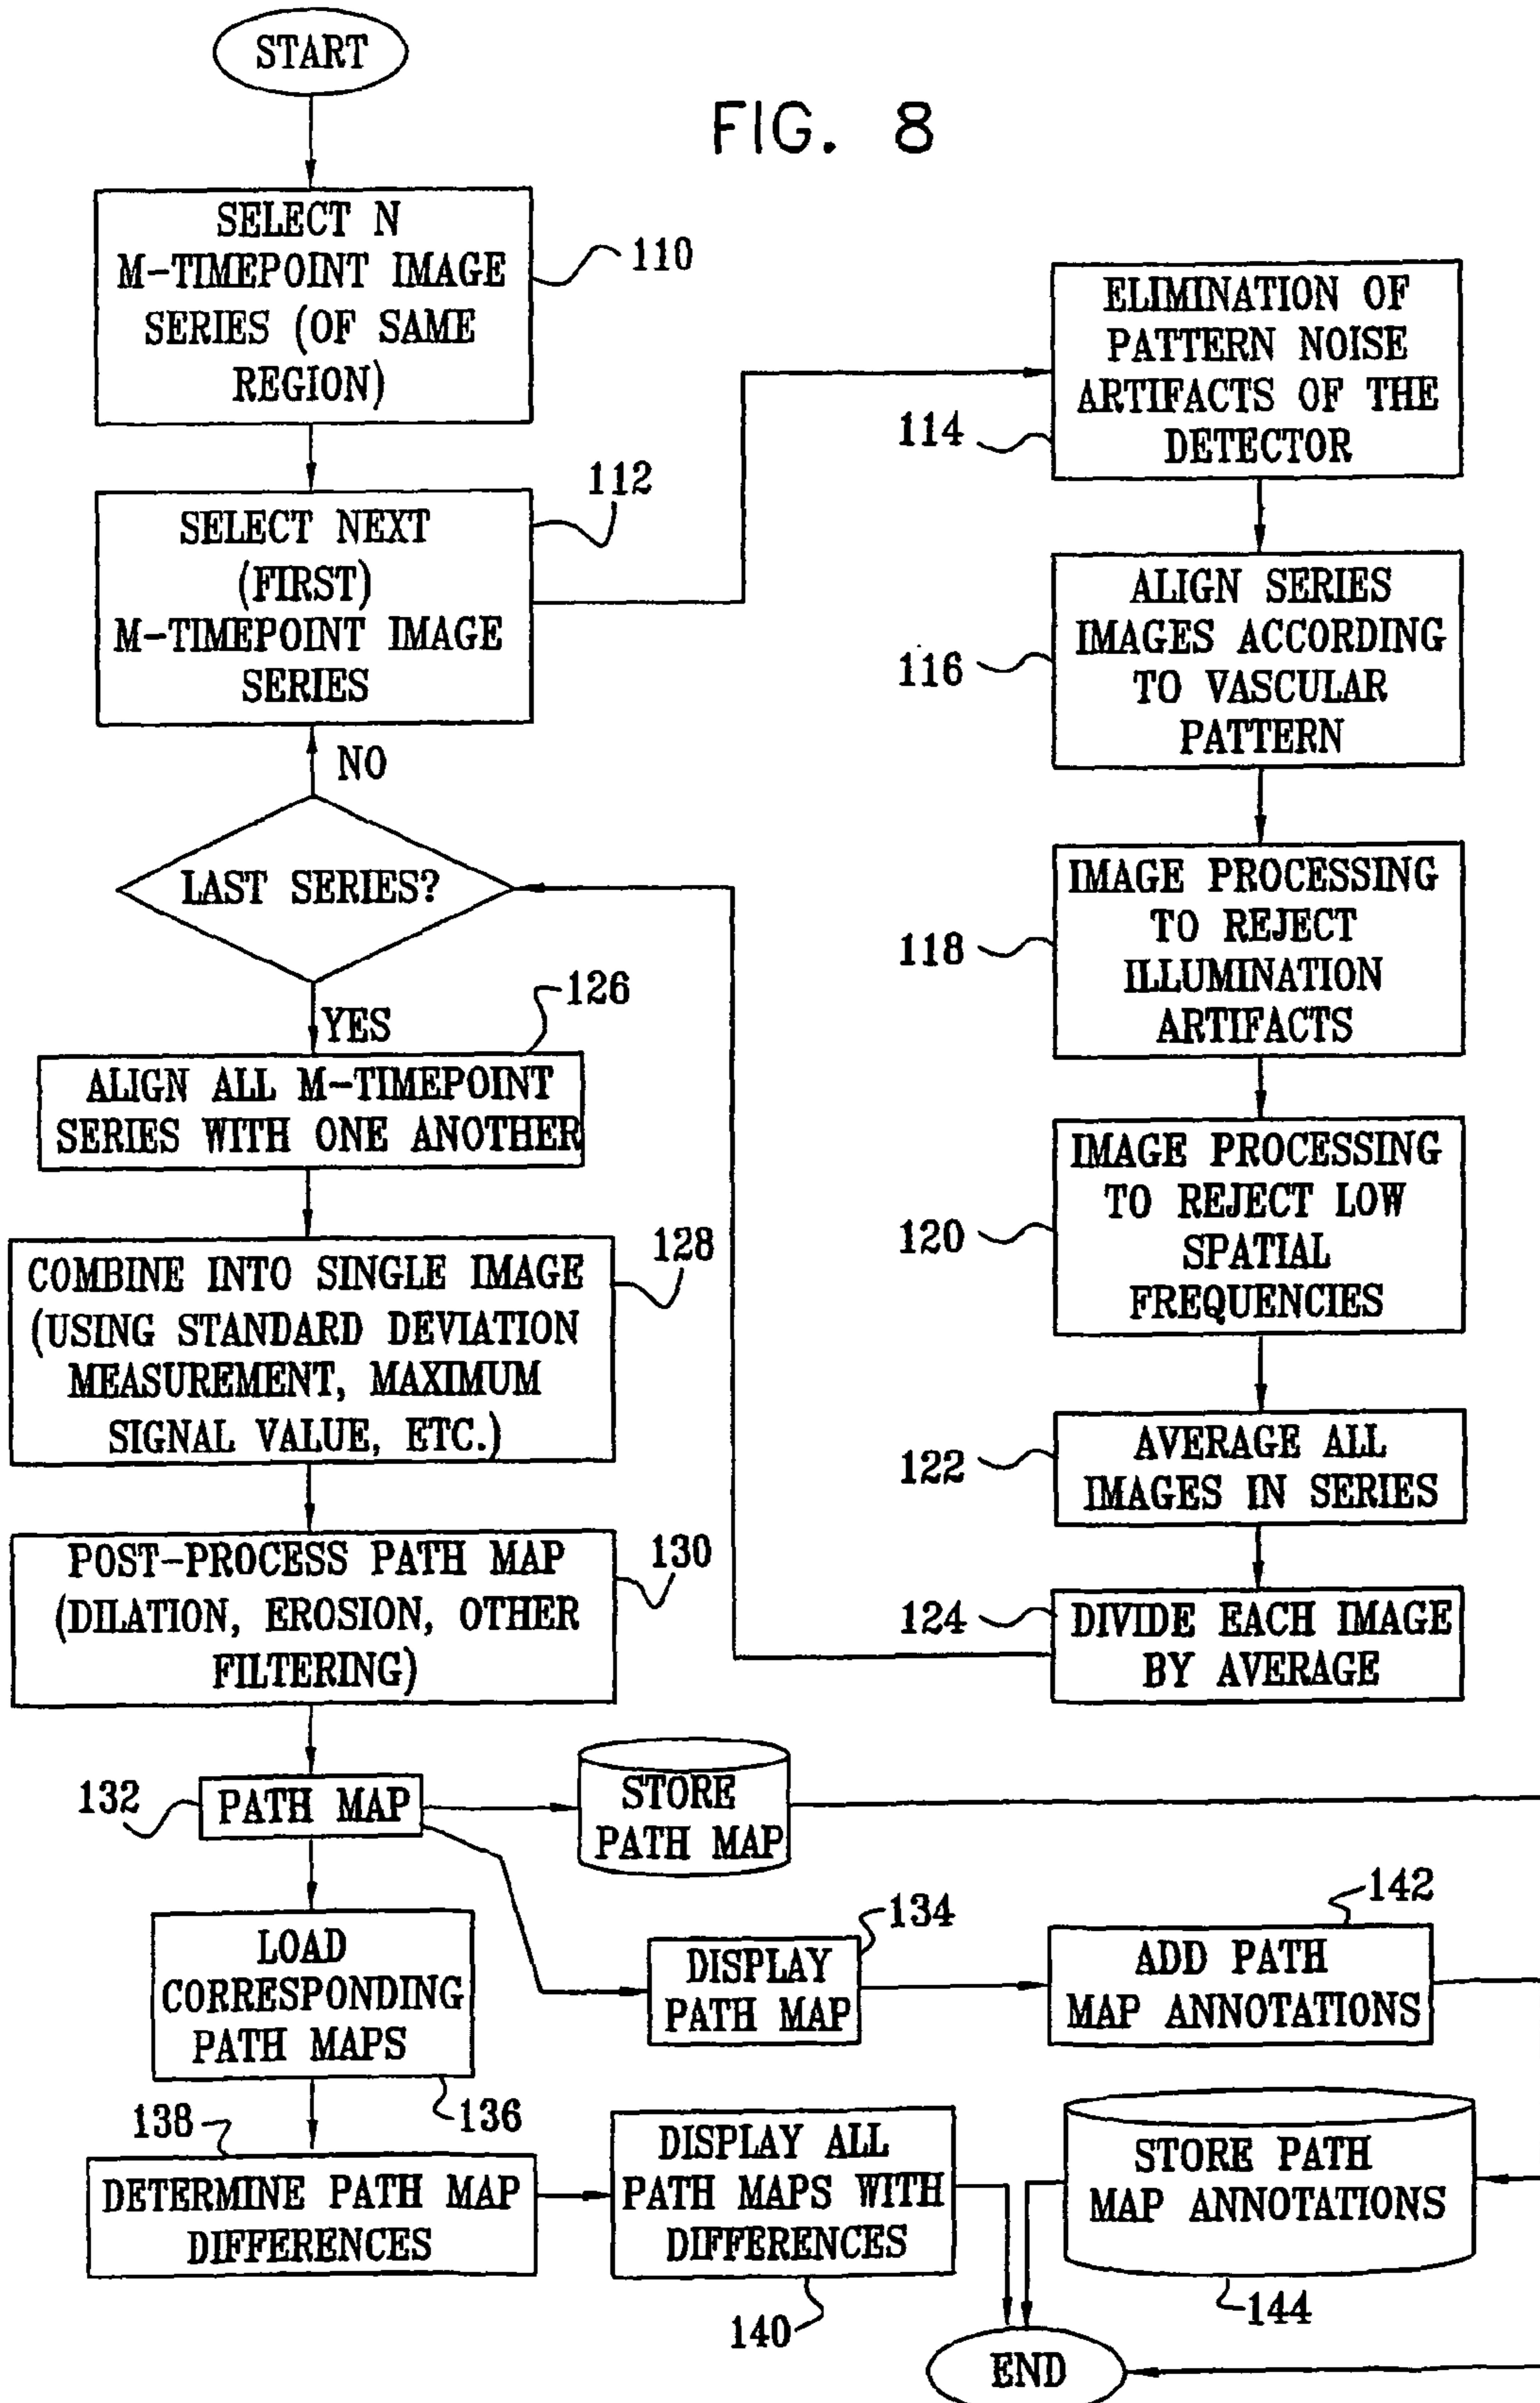 START
FIG. 8
SELECT N
M-TIMEPOINT IMAGE
SERIES (OF SAME
REGION)
110
SELECT NEXT
(FIRST)
M-TIMEPOINT IMAGE
SERIES
112
NO
LAST SERIES?
YES
126
ALIGN ALL M-TIMEPOINT
SERIES WITH ONE ANOTHER
COMBINE INTO SINGLE IMAGE
(USING STANDARD DEVIATION
MEASUREMENT, MAXIMUM
SIGNAL VALUE, ETC.)
128
POST-PROCESS PATH MAP
(DILATION, EROSION, OTHER
FILTERING)
130
ELIMINATION OF
PATTERN NOISE
ARTIFACTS OF THE
DETECTOR
114
ALIGN SERIES
IMAGES ACCORDING
TO VASCULAR
PATTERN
116
IMAGE PROCESSING
TO REJECT
ILLUMINATION
ARTIFACTS
118
IMAGE PROCESSING
TO REJECT LOW
SPATIAL
FREQUENCIES
120
AVERAGE ALL
IMAGES IN SERIES
122
124
DIVIDE EACH IMAGE
BY AVERAGE
132
PATH MAP
STORE
PATH MAP
LOAD
CORRESPONDING
PATH MAPS
136
134
DISPLAY
PATH MAP
142
ADD PATH
MAP ANNOTATIONS
138
DETERMINE PATH MAP
DIFFERENCES
DISPLAY ALL
PATH MAPS WITH
DIFFERENCES
140
STORE PATH
MAP ANNOTATIONS
144
END